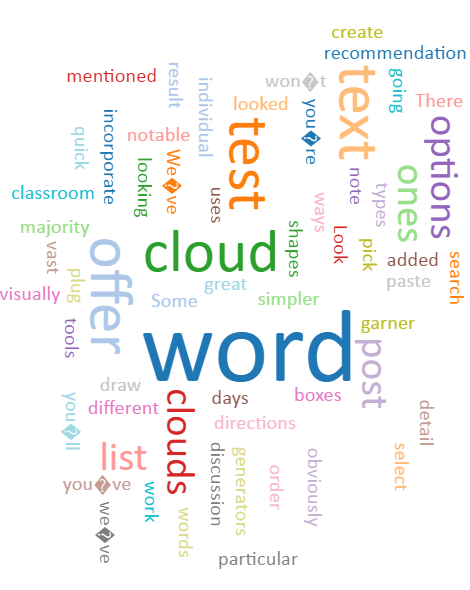 create
recommendation
mentioned
result
individual
won�t
text
going
There
looked
you�re
incorporate
options
quick
notable
test
We�ve
looking
ones
note
types
classroom
uses
ways
Look
pick
majority
shapes
cloud
offer
vast
added
search
plug
great
paste
visually
Some
simpler
word
garner
tools
post
draw
days
boxes
different
clouds
you�ll
directions
detail
list
discussion
generators
obviously
select
order
you�ve
work
words
we�ve
particular